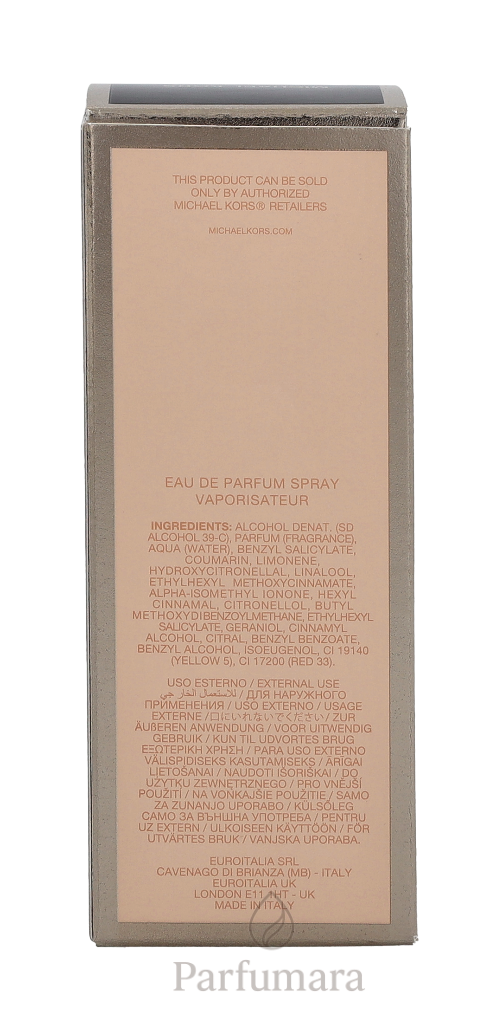 THIS PRODUCT CAN BE SOLD
ONLY BY AUTHORIZED
MICHAEL KORS® RETAILERS
MICHAELKORS.COM
EAU DE PARFUM SPRAY
VAPORISATEUR
INGREDIENTS: ALCOHOL DENAT. (SD
ALCOHOL 39-C), PARFUM (FRAGRANCE),
AQUA (WATER), BENZYL SALICYLATE,
COUMARIN, LIMONENE,
HYDROXYCITRONELLAL, LINALOOL,
ETHYLHEXYL METHOXYCINNAMATE,
ALPHA-ISOMETHYL IONONE, HEXYL
CINNAMAL, CITRONELLOL, BUTYL
METHOXYDIBENZOYLMETHANE, ETHYLHEXYL
SALICYLATE, GERANIOL, CINNAMYL
ALCOHOL, CITRAL, BENZYL BENZOATE,
BENZYL ALCOHOL, ISOEUGENOL, CI 19140
(YELLOW 5), CI 17200 (RED 33).
USO ESTERNO / EXTERNAL USE
/ للاستعمال الخار جي / ДЛЯ НАРУЖНОГО
ПРИМЕНЕНИЯ / USO EXTERNO / USAGE
EXTERNE /口にいれないでください/ ZUR
ÄUßEREN ANWENDUNG / VOOR UITWENDIG
GEBRUIK / KUN TIL UDVORTES BRUG
ΕΞΩΤΕΡΙΚΗ ΧΡΗΣΗ / PARA USO EXTERNO
VÄLISPIDISEKS KASUTAMISEKS / ĀRĪGAI
LIETOŠANAI / NAUDOTI IŠORIŠKAI / DO
UŻYTKU ZEWNĘTRZNEGO / PRO VNĚJŠÍ
POUŽITÍ / NA VONKAJŠIE POUŽITIE / SAMO
ZA ZUNANJO UPORABO / KÜLSŐLEG
САМО ЗА ВЪНШНА УПОТРЕБА / PENTRU
UZ EXTERN / ULKOISEEN KÄYTTÖÖN / FÖR
UTVÄRTES BRUK / VANJSKA UPORABA.
EUROITALIA SRL
CAVENAGO DI BRIANZA (MB) - ITALY
EUROITALIA UK
LONDON E11 1HT - UK
MADE IN ITALY
Parfumara